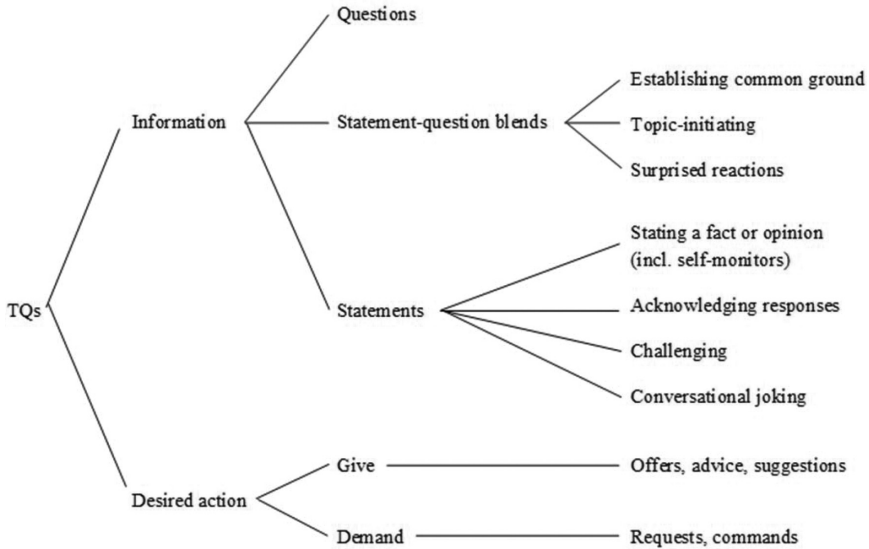 Questions
Establishing common ground
Information
Statement-question blends
Topic-initiating
Surprised reactions
Stating a fact or opinion
(incl. self-monitors)
TQs
Statements
Acknowledging responses
Challenging
Conversational joking
Give
Offers, advice, suggestions
Desired action
Demand
Requests, commands